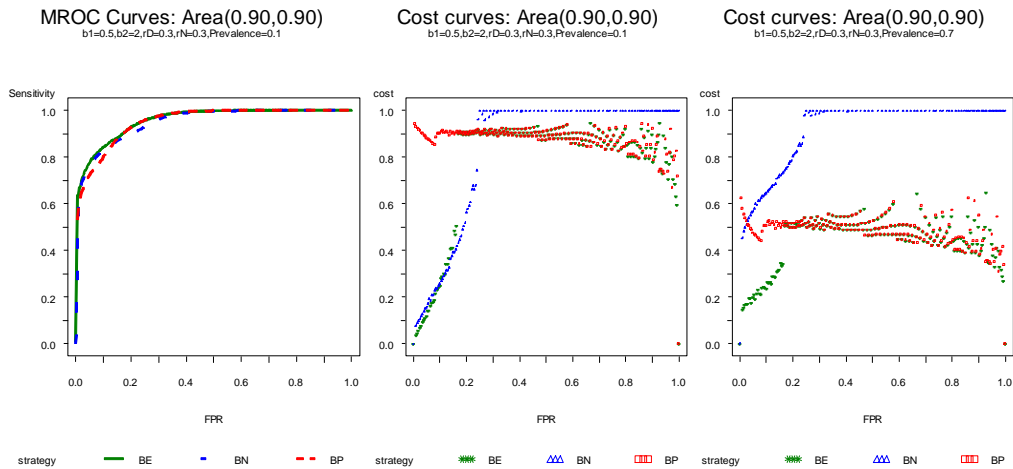 MROC Curves: Area(0.90,0.90)
b1=0.5,b2=2,rD=0.3,rN=0.3,Prevalence=0.1
Sensitivity
1.0
0.8
0.6
0.4
0.2
0.0
0.0 0.2 0.4 0.6 0.8 1.0
FPR
strategy BE BN BP
Cost curves: Area(0.90,0.90)
b1=0.5,b2=2,rD=0.3,rN=0.3,Prevalence=0.1
cost
1.0
0.8
0.6
0.4
0.2
0.0
0.0 0.2 0.4 0.6 0.8 1.0
FPR
strategy BE BN BP
Cost curves: Area(0.90,0.90)
b1=0.5,b2=2,rD=0.3,rN=0.3,Prevalence=0.7
cost
1.0
0.8
0.6
0.4
0.2
0.0
0.0 0.2 0.4 0.6 0.8 1.0
FPR
strategy BE BN BP